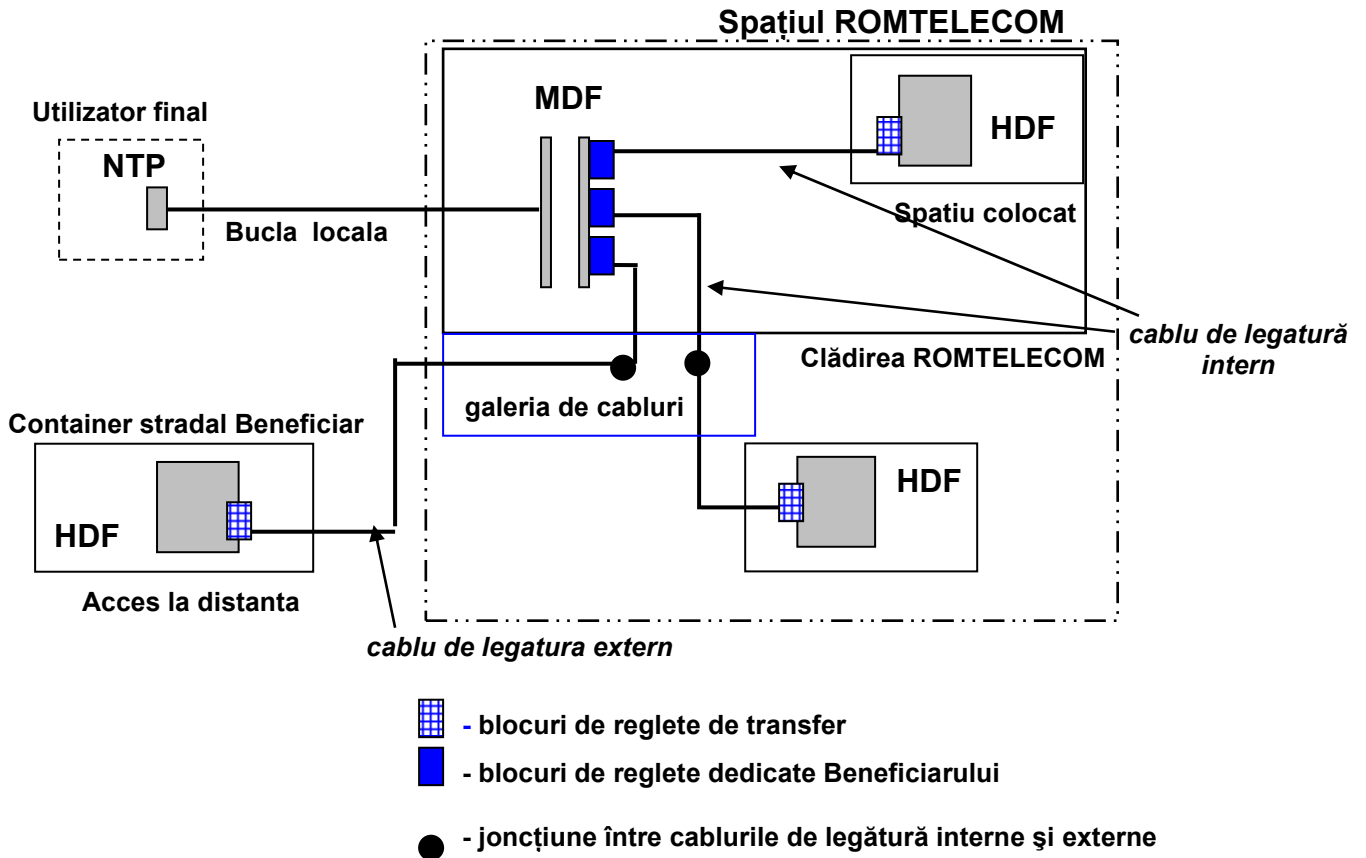 Spațiul ROMTELECOM
Utilizator final
NTP
MDF
HDF
Bucla locala
Spatiu colocat
cablu de legatură
intern
Clădirea ROMTELECOM
galeria de cabluri
Container stradal Beneficiar
HDF
HDF
Acces la distanta
cablu de legatura extern
- blocuri de reglete de transfer
- blocuri de reglete dedicate Beneficiarului
- joncțiune între cablurile de legătură interne şi externe